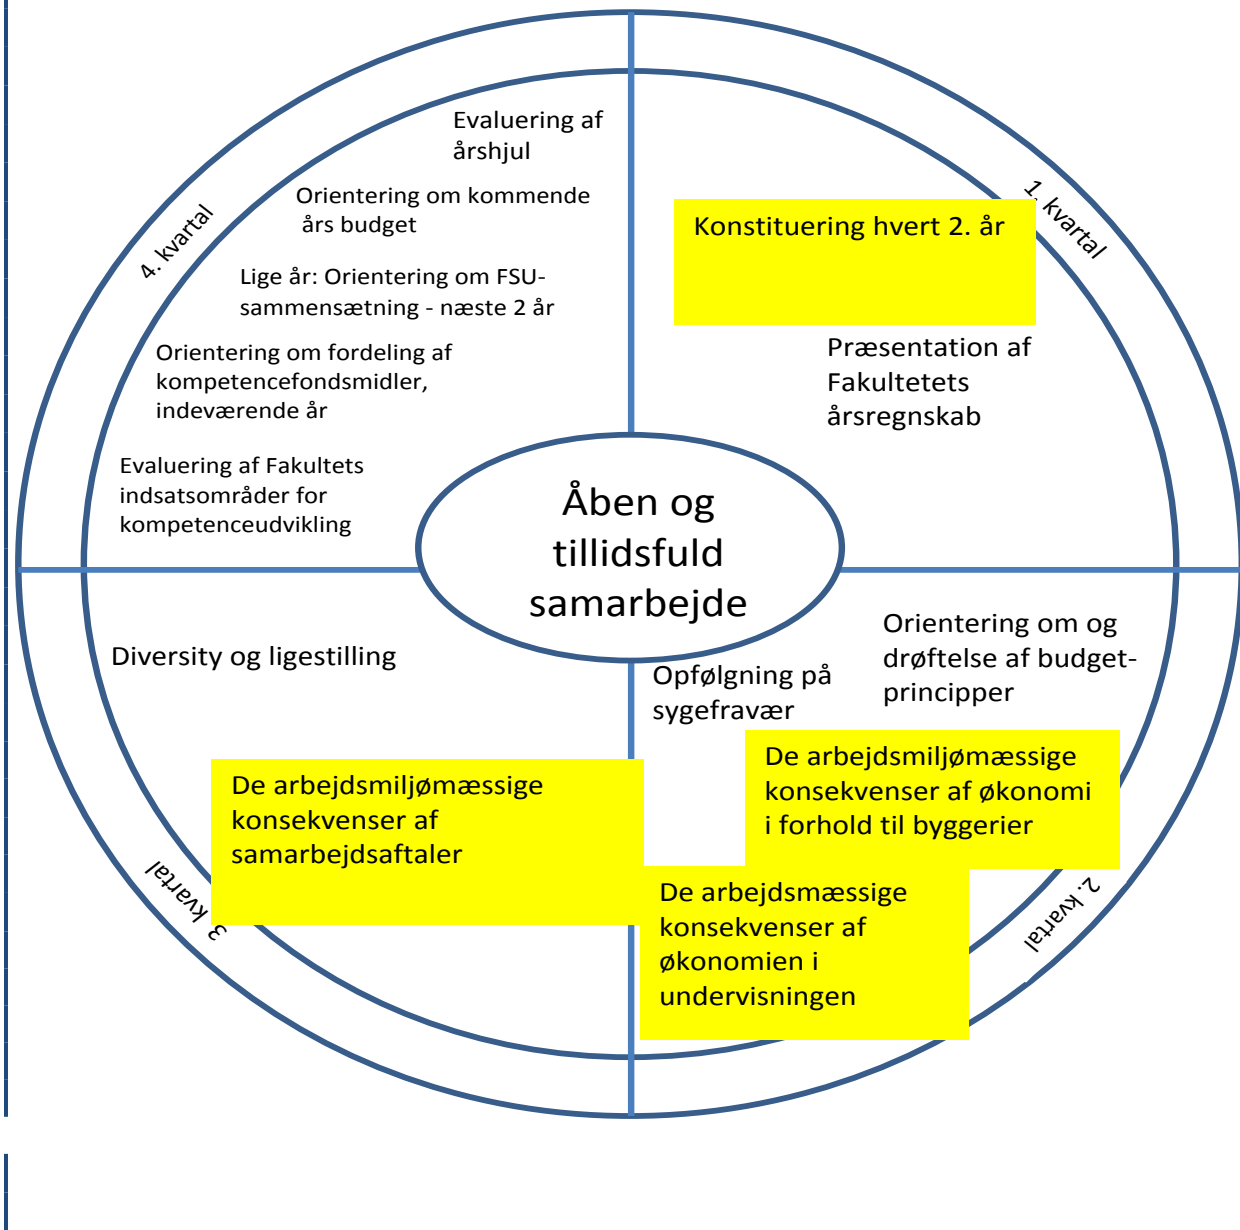 Evaluering af
årshjul
Orientering om kommende
års budget
Lige år: Orientering om FSU-
sammensætning - næste 2 år
Orientering om fordeling af
kompetencefondsmidler,
indeværende år
Evaluering af Fakultets
indsatsområder for
kompetenceudvikling
4. kvartal
1. kvartal
Konstituering hvert 2. år
Præsentation af
Fakultetets
årsregnskab
Åben og
tillidsfuld
samarbejde
Diversity og ligestilling
De arbejdsmiljømæssige
konsekvenser af
samarbejdsaftaler
3. kvartal
Opfølgning på
sygefravær
Orientering om og
drøftelse af budget-
principper
De arbejdsmiljømæssige
konsekvenser af økonomi
i forhold til byggerier
De arbejdsmæssige
konsekvenser af
økonomien i
undervisningen
2. kvartal